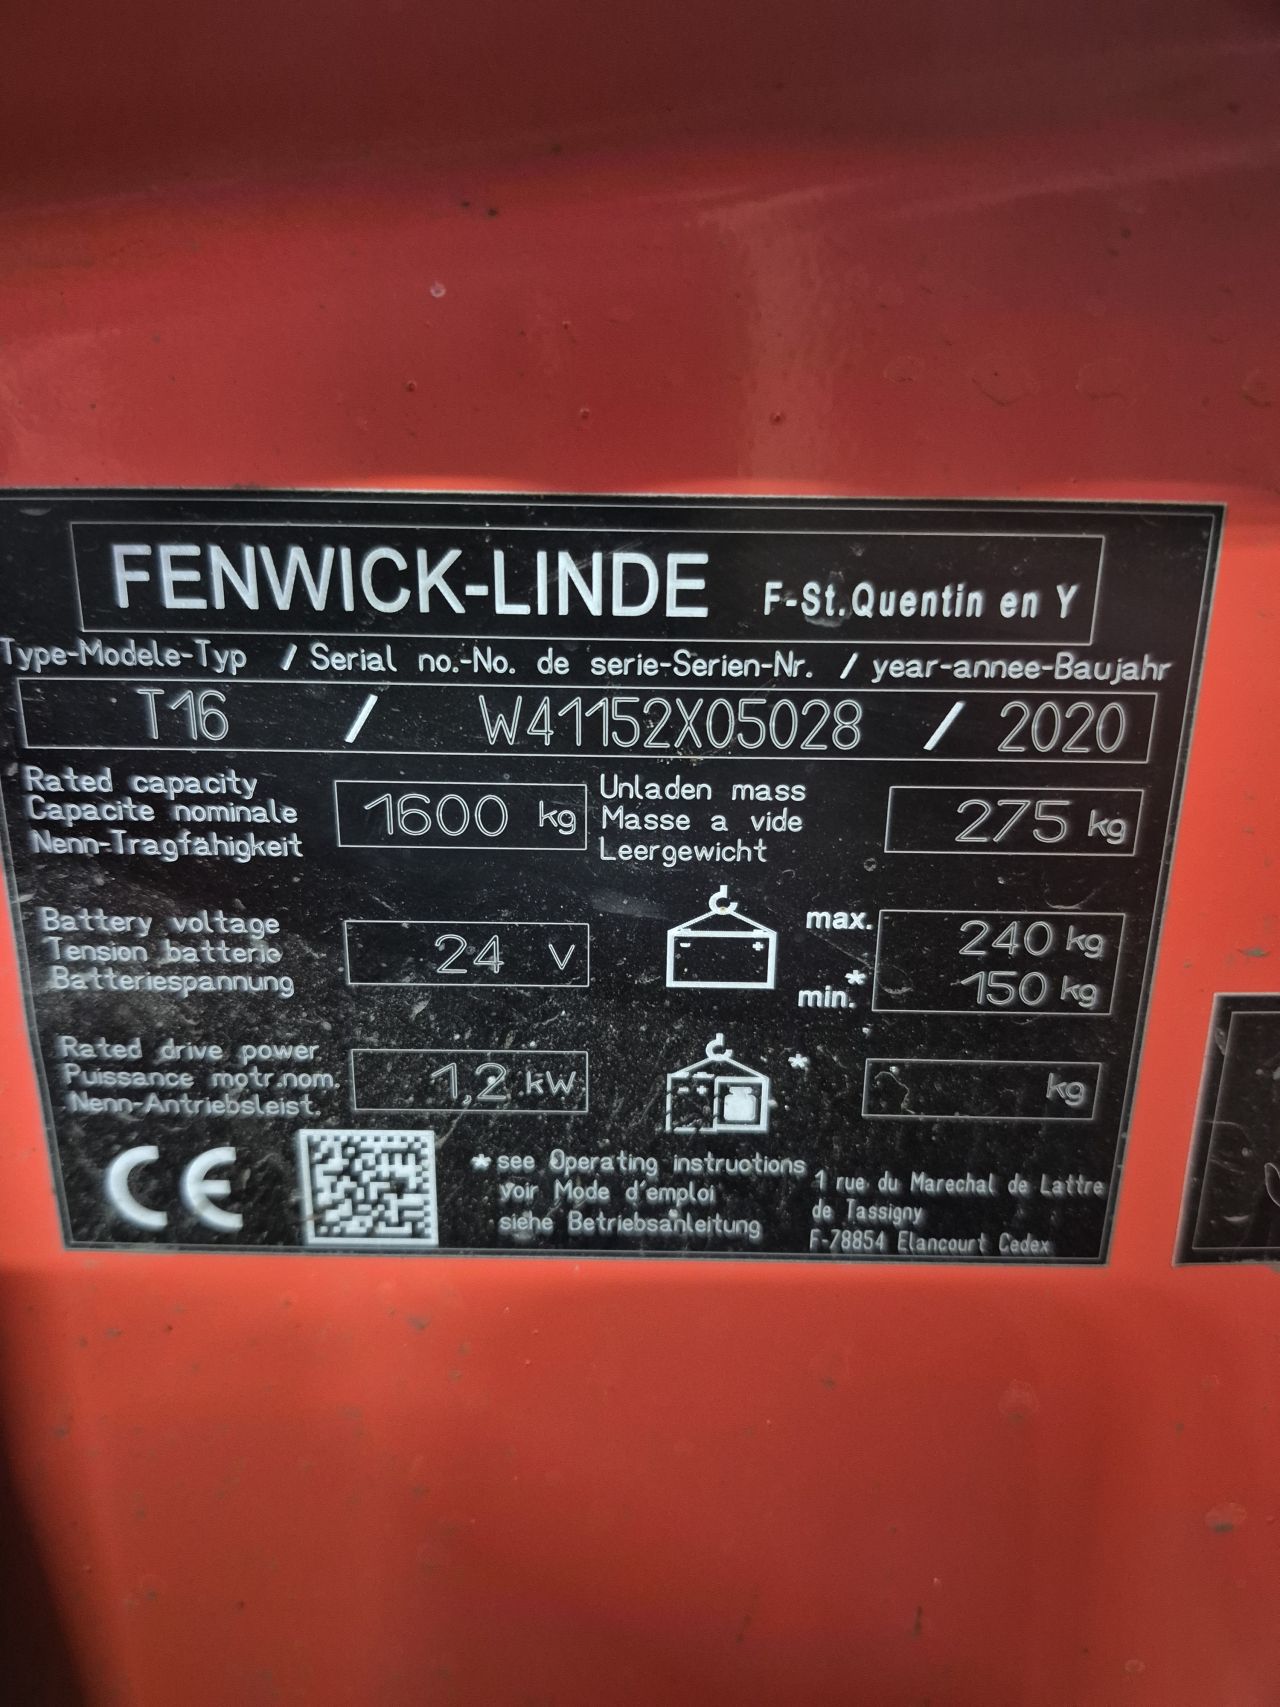 FENWICK-LINDE F-St.Quentin en Y
Type-Modele-Typ / Serial no.-No. de serie-Serien-Nr. / year-annee-Baujahr
T16 / W41152X05028 / 2020
Rated capacity
Capacite nominale
Nenn-Tragfähigkeit
1600 kg
Unladen mass
Masse a vide
Leergewicht
275 kg
Battery voltage
Tension batterie
Batteriespannung
24 V
- +
max. 240 kg
min.* 150 kg
Rated drive power
Puissance motr.nom.
Nenn-Antriebsleist.
1,2 kW
- +
* kg
CE
* see Operating instructions
voir Mode d'emploi
siehe Betriebsanleitung
1 rue du Marechal de Lattre
de Tassigny
F-78854 Elancourt Cedex